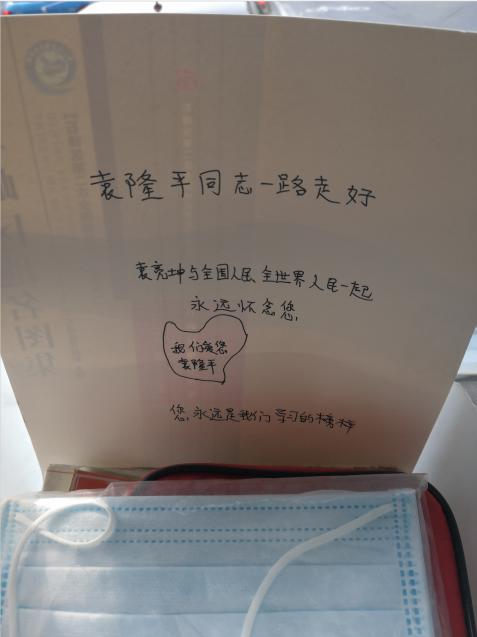 袁隆平同志一路走好
袁亮坤与全国人民全世界人民一起
永远怀念您
我们爱您
袁隆平
您永远是我们学习的榜样